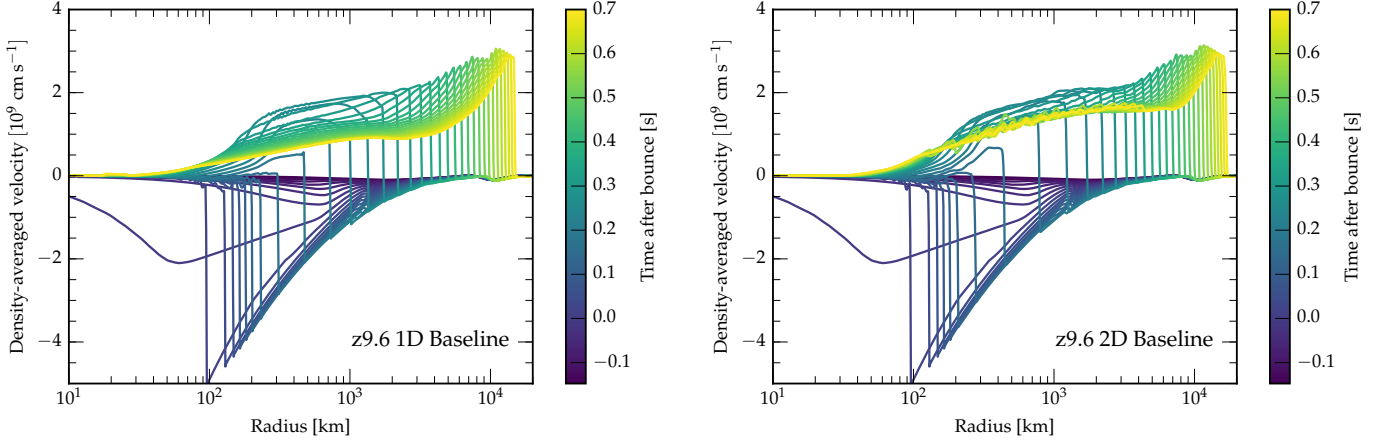 4
2
0
−2
−4
Density-averaged velocity [10⁹ cm s⁻¹]
10¹ 10² 10³ 10⁴
Radius [km]
z9.6 1D Baseline
0.7
0.6
0.5
0.4
0.3
0.2
0.1
0.0
−0.1
Time after bounce [s]
4
2
0
−2
−4
Density-averaged velocity [10⁹ cm s⁻¹]
10¹ 10² 10³ 10⁴
Radius [km]
z9.6 2D Baseline
0.7
0.6
0.5
0.4
0.3
0.2
0.1
0.0
−0.1
Time after bounce [s]